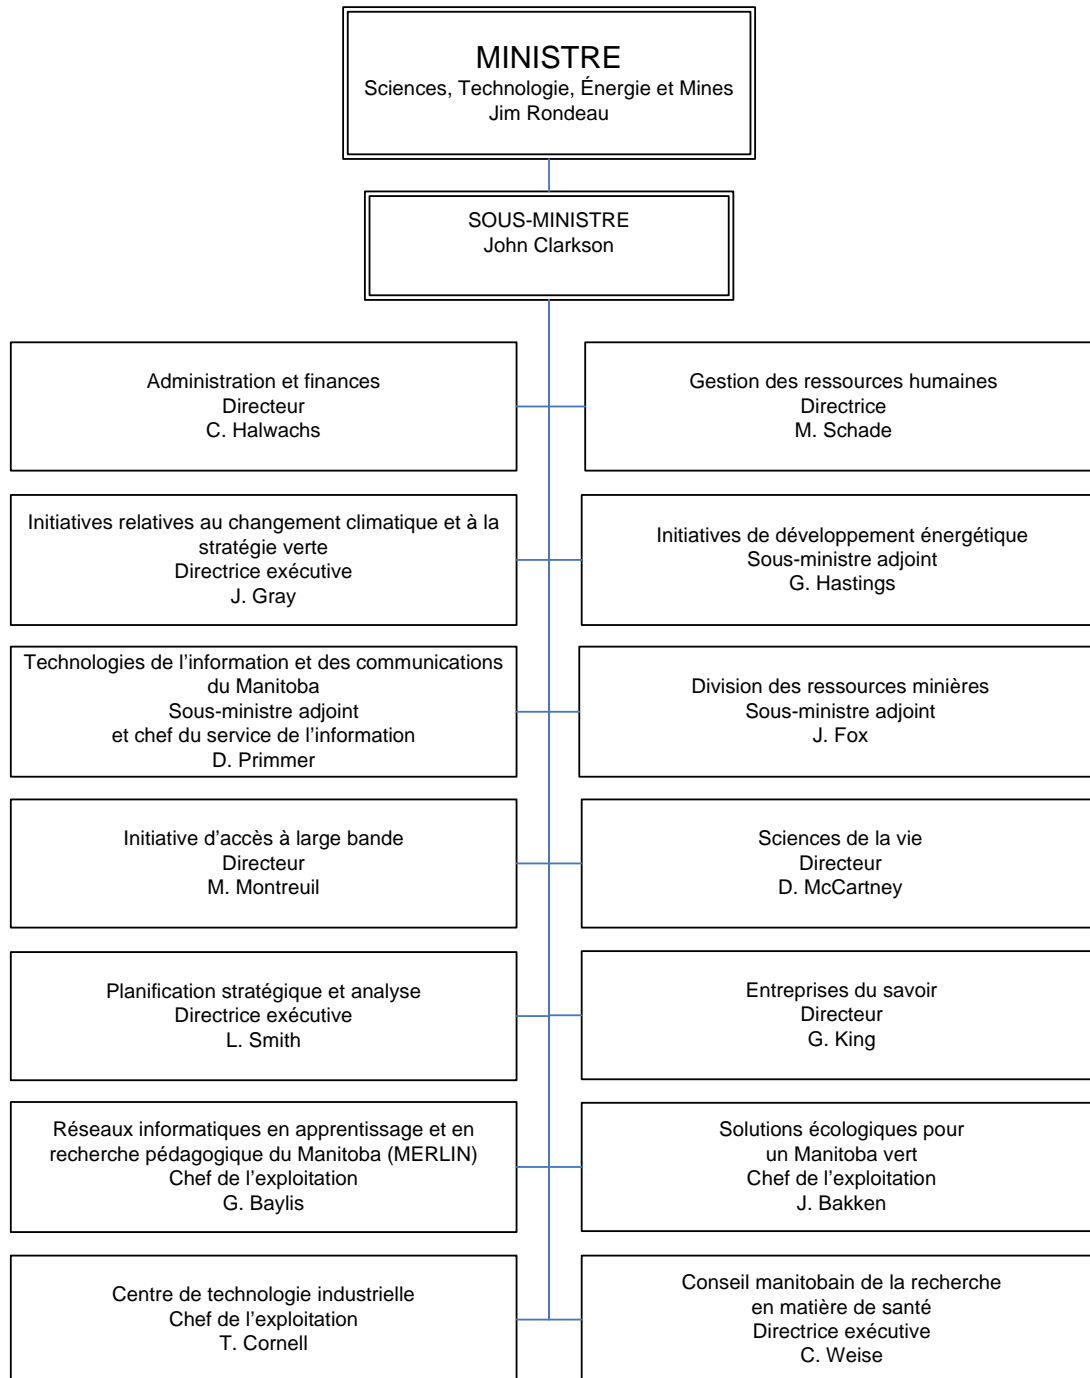 MINISTRE
Sciences, Technologie, Énergie et Mines
Jim Rondeau
SOUS-MINISTRE
John Clarkson
Administration et finances
Directeur
C. Halwachs
Gestion des ressources humaines
Directrice
M. Schade
Initiatives relatives au changement climatique et à la
stratégie verte
Directrice exécutive
J. Gray
Initiatives de développement énergétique
Sous-ministre adjoint
G. Hastings
Technologies de l’information et des communications
du Manitoba
Sous-ministre adjoint
et chef du service de l’information
D. Primmer
Division des ressources minières
Sous-ministre adjoint
J. Fox
Initiative d’accès à large bande
Directeur
M. Montreuil
Sciences de la vie
Directeur
D. McCartney
Planification stratégique et analyse
Directrice exécutive
L. Smith
Entreprises du savoir
Directeur
G. King
Réseaux informatiques en apprentissage et en
recherche pédagogique du Manitoba (MERLIN)
Chef de l’exploitation
G. Baylis
Solutions écologiques pour
un Manitoba vert
Chef de l’exploitation
J. Bakken
Centre de technologie industrielle
Chef de l’exploitation
T. Cornell
Conseil manitobain de la recherche
en matière de santé
Directrice exécutive
C. Weise